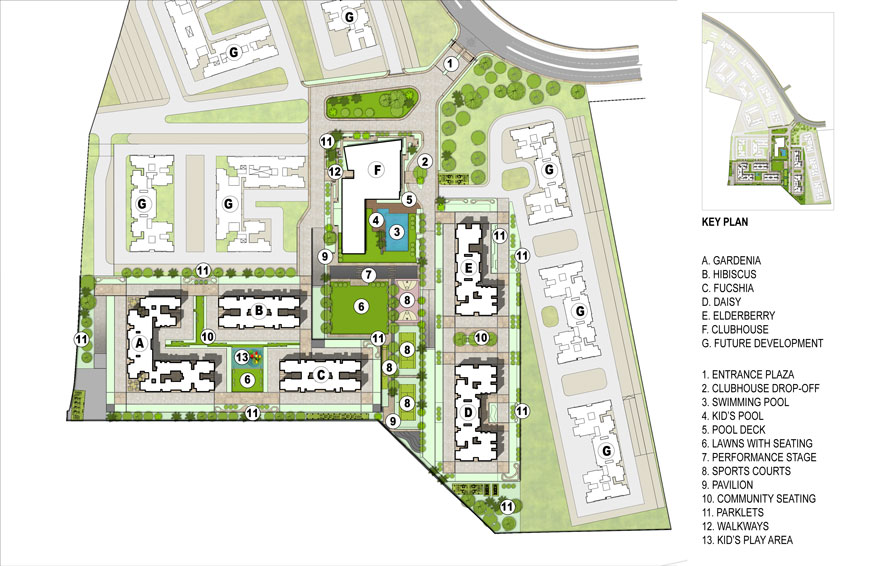 G
G
1
11
F
2
12
G
G
G
5
4
3
9
E
11
11
11
7
8
6
B
G
11
A
10
11
10
8
13
6
C
8
8
D
11
G
11
9
11
KEY PLAN
A. GARDENIA
B. HIBISCUS
C. FUCSHIA
D. DAISY
E. ELDERBERRY
F. CLUBHOUSE
G. FUTURE DEVELOPMENT
1. ENTRANCE PLAZA
2. CLUBHOUSE DROP-OFF
3. SWIMMING POOL
4. KID'S POOL
5. POOL DECK
6. LAWNS WITH SEATING
7. PERFORMANCE STAGE
8. SPORTS COURTS
9. PAVILION
10. COMMUNITY SEATING
11. PARKLETS
12. WALKWAYS
13. KID'S PLAY AREA